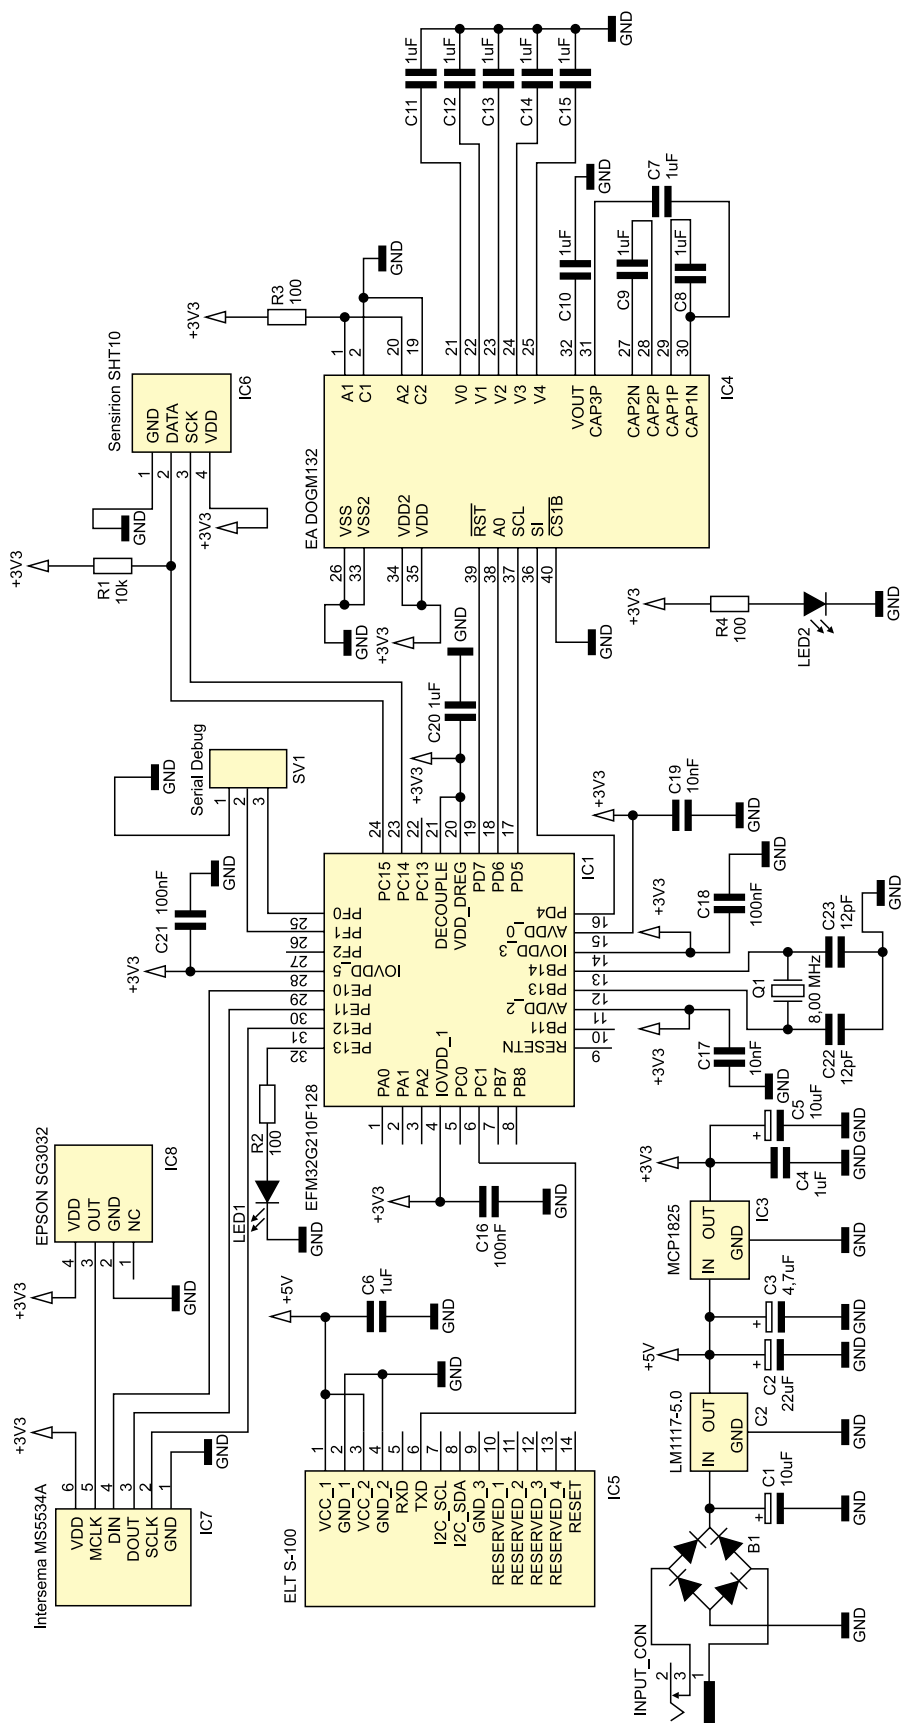 Intersema MS5534A
VDD 6
MCLK 5
DIN 4
DOUT 3
SCLK 2
GND 1
IC7
+3V3
GND
EPSON SG3032
VDD 4
OUT 3
GND 2
NC 1
IC8
+3V3
GND
LED1
R2
100
GND
ELT S-100
VCC_1 1
GND_1 2
VCC_2 3
GND_2 4
RXD 5
TXD 6
I2C_SCL 7
I2C_SDA 8
GND_3 9
RESERVED_1 10
RESERVED_2 11
RESERVED_3 12
RESERVED_4 13
RESET 14
IC5
+5V
C6
1uF
GND
GND
INPUT_CON
2
3
1
B1
GND
C1
10uF
GND
LM1117-5.0
IN OUT
GND
C2
GND
+5V
C2
22uF
GND
C3
4,7uF
GND
MCP1825
IN OUT
GND
IC3
GND
+3V3
C4
1uF
GND
C5
10uF
GND
EFM32G210F128
PA0 1
PA1 2
PA2 3
IOVDD_1 4
PC0 5
PC1 6
PB7 7
PB8 8
RESETN 9
PB11 10
AVDD_2 11
PB13 12
PB14 13
IOVDD_3 14
AVDD_0 15
PD4 16
PD5 17
PD6 18
PD7 19
VDD_DREG 20
DECOUPLE 21
PC13 22
PC14 23
PC15 24
PF0 25
PF1 26
PF2 27
IOVDD_5 28
PE10 29
PE11 30
PE12 31
PE13 32
IC1
+3V3
C16
100nF
GND
+3V3
C21 100nF
GND
Serial Debug
1
2
3
SV1
GND
+3V3
C17
10nF
GND
Q1
8,00 MHz
C22
12pF
C23
12pF
GND
+3V3
C18
100nF
GND
+3V3
C19
10nF
GND
+3V3
C20 1uF
GND
+3V3
R1
10k
Sensirion SHT10
GND 1
DATA 2
SCK 3
VDD 4
IC6
GND
+3V3
EA DOGM132
VSS 26
VSS2 33
VDD2 34
VDD 35
RST 39
A0 38
SCL 37
SI 36
CS1B 40
A1 1
C1 2
A2 20
C2 19
V0 21
V1 22
V2 23
V3 24
V4 25
VOUT 32
CAP3P 31
CAP2N 27
CAP2P 28
CAP1P 29
CAP1N 30
IC4
GND
+3V3
GND
+3V3
R3
100
GND
C11 1uF
C12 1uF
C13 1uF
C14 1uF
C15 1uF
GND
C10 1uF
GND
C9 1uF
C8 1uF
C7
1uF
+3V3
R4
100
LED2
GND